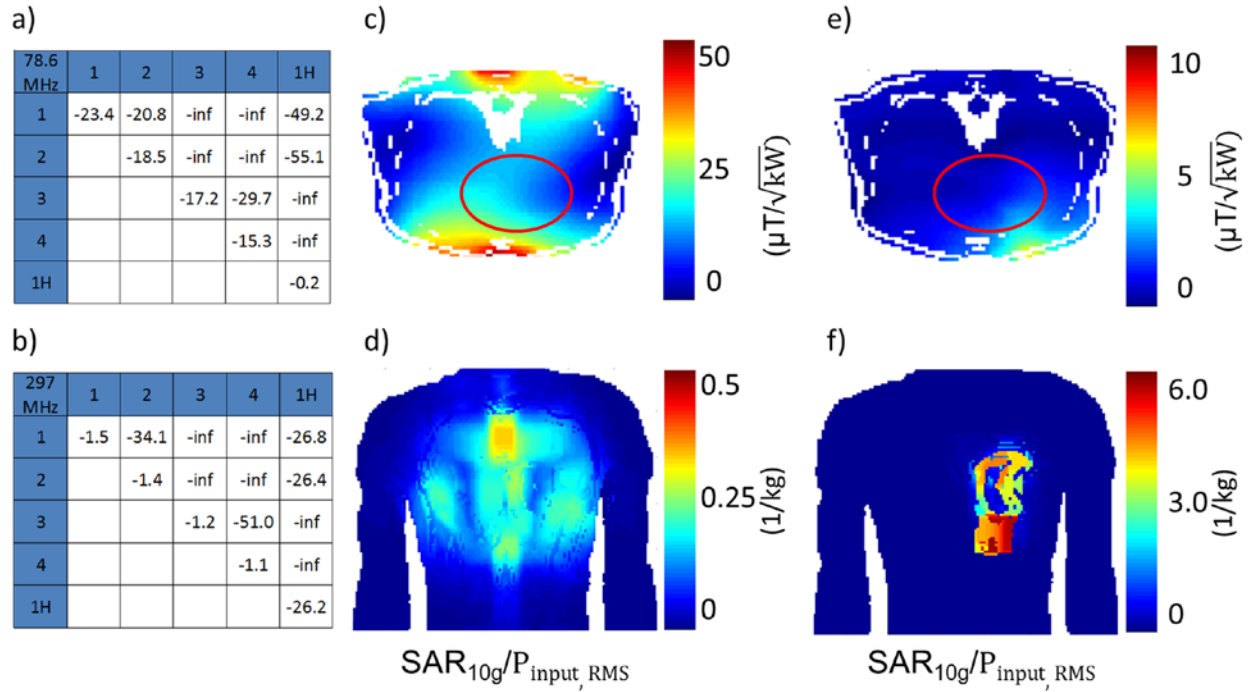 a)
78.6 MHz 1 2 3 4 1H
1 -23.4 -20.8 -inf -inf -49.2
2 -18.5 -inf -inf -55.1
3 -17.2 -29.7 -inf
4 -15.3 -inf
1H -0.2
b)
297 MHz 1 2 3 4 1H
1 -1.5 -34.1 -inf -inf -26.8
2 -1.4 -inf -inf -26.4
3 -1.2 -51.0 -inf
4 -1.1 -inf
1H -26.2
c)
50
25
0
(μT/√kW)
d)
0.5
0.25
0
(1/kg)
SAR10g/Pinput, RMS
e)
10
5
0
(μT/√kW)
f)
6.0
3.0
0
(1/kg)
SAR10g/Pinput, RMS